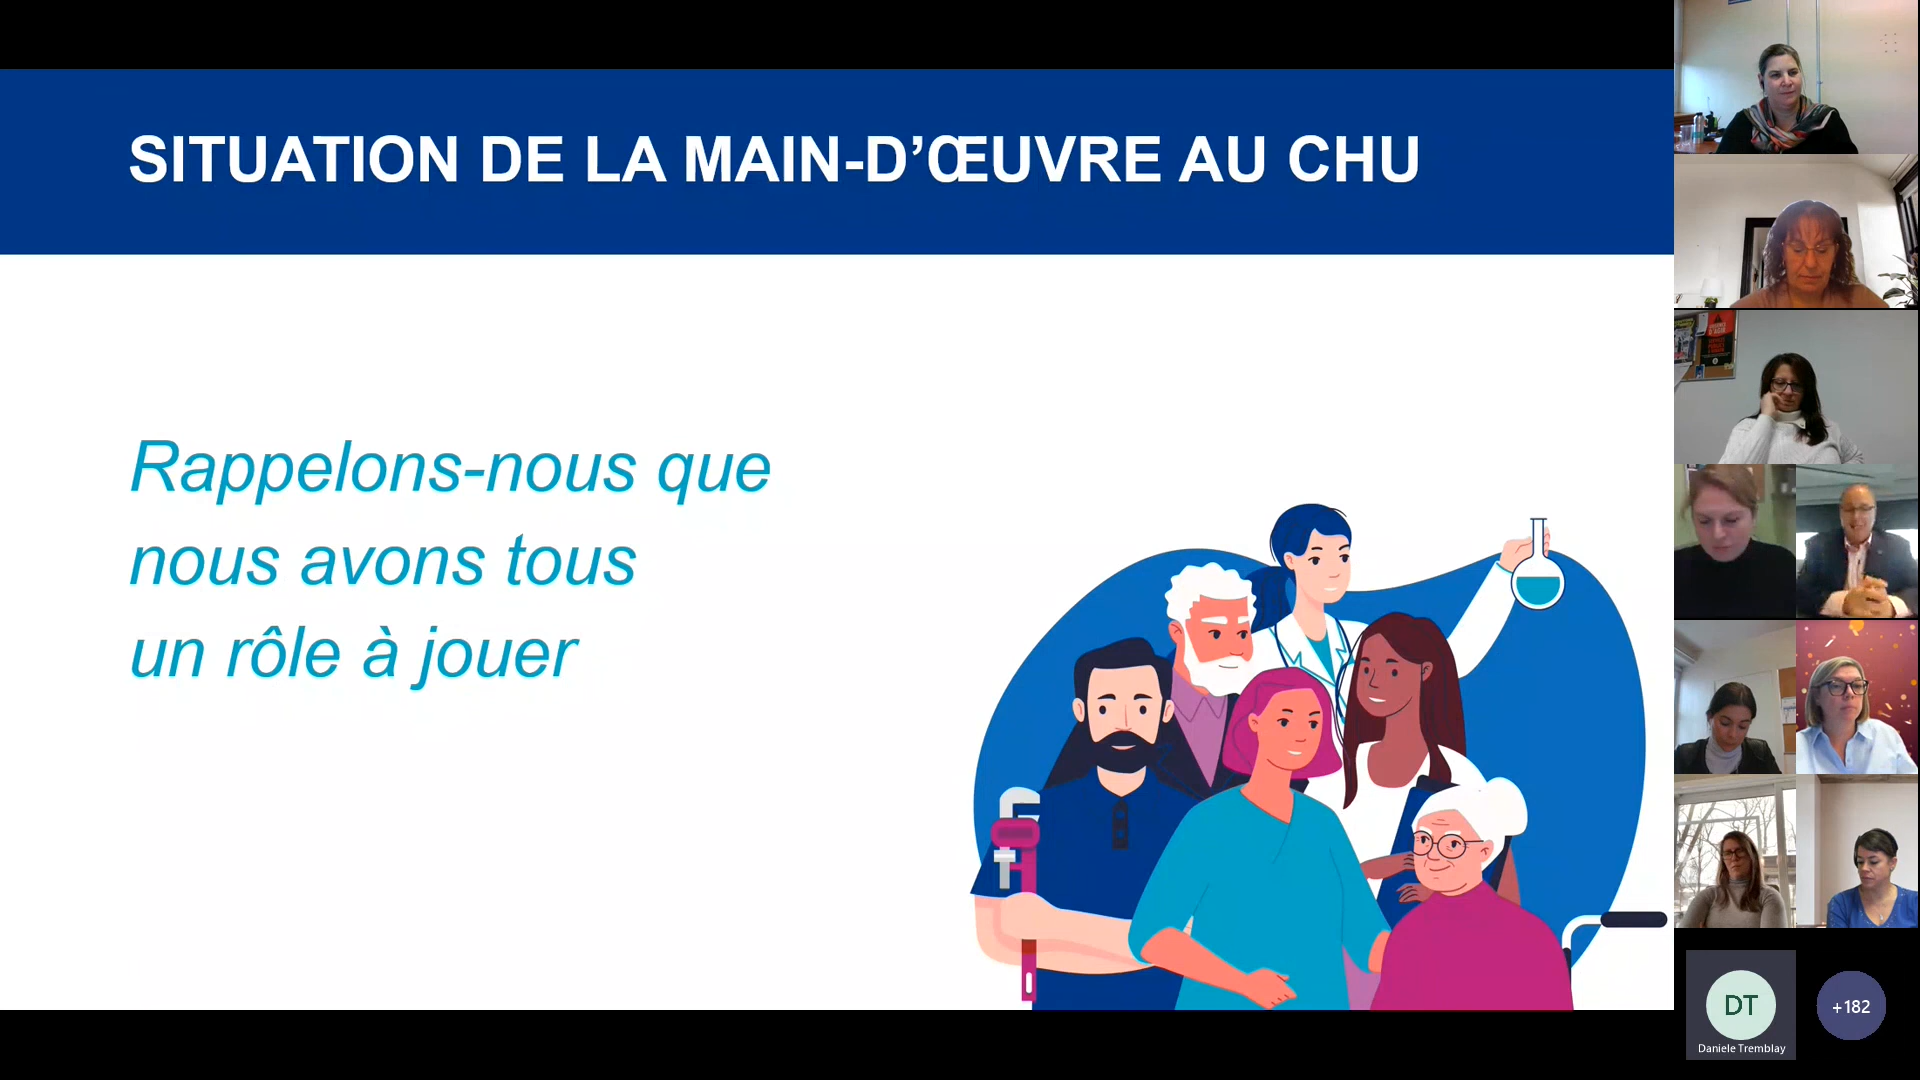 SITUATION DE LA MAIN-D’ŒUVRE AU CHU
Rappelons-nous que
nous avons tous
un rôle à jouer
DT
Daniele Tremblay
+182